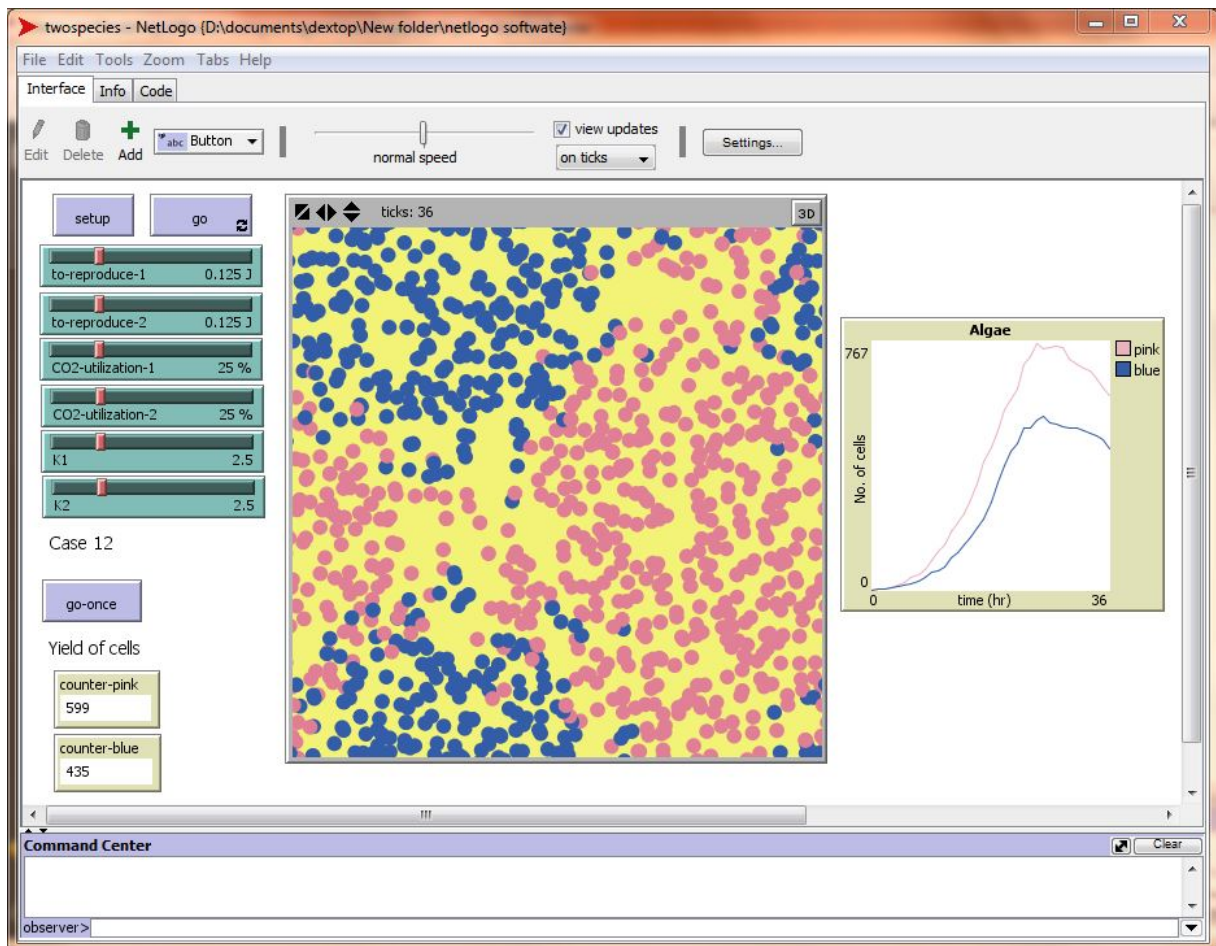 twospecies - NetLogo {D:\documents\dextop\New folder\netlogo softwate}
File Edit Tools Zoom Tabs Help
Interface Info Code
Edit Delete Add abc Button normal speed view updates on ticks Settings...
setup go
ticks: 36 3D
to-reproduce-1 0.125 J
to-reproduce-2 0.125 J
CO2-utilization-1 25 %
CO2-utilization-2 25 %
K1 2.5
K2 2.5
Case 12
go-once
Yield of cells
counter-pink
599
counter-blue
435
Algae
767
No. of cells
0
0 time (hr) 36
pink
blue
Command Center Clear
observer>